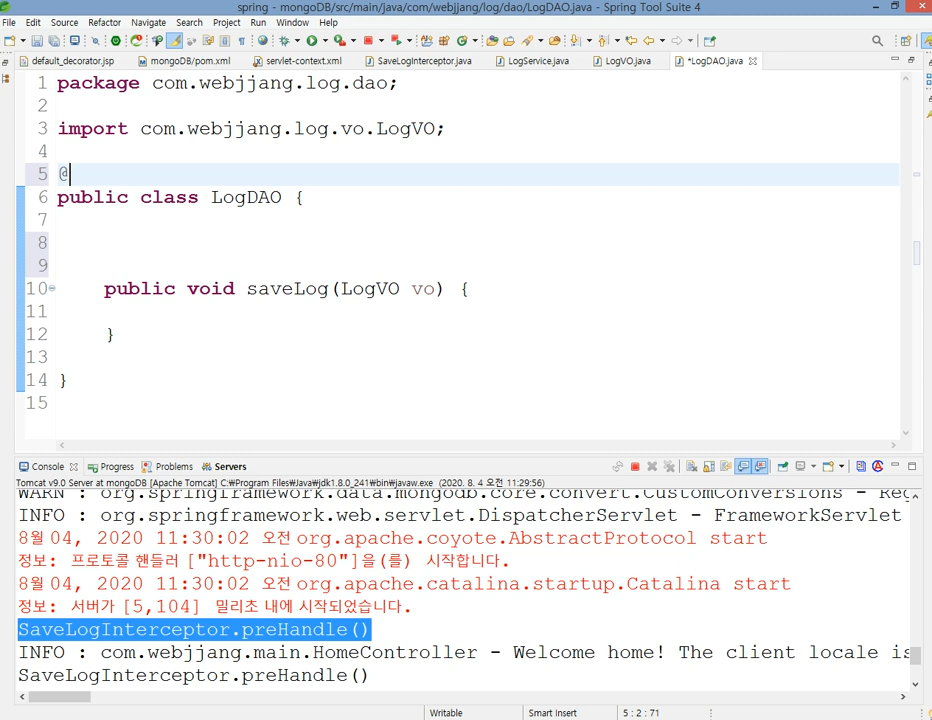 spring - mongoDB/src/main/java/com/webjjang/log/dao/LogDAO.java - Spring Tool Suite 4
File Edit Source Refactor Navigate Search Project Run Window Help
default_decorator.jsp mongoDB/pom.xml servlet-context.xml SaveLogInterceptor.java LogService.java LogVO.java *LogDAO.java
1 package com.webjjang.log.dao;
2
3 import com.webjjang.log.vo.LogVO;
4
5 @
6 public class LogDAO {
7
8
9
10 public void saveLog(LogVO vo) {
11
12 }
13
14 }
15
Console Progress Problems Servers
Tomcat v9.0 Server at mongoDB [Apache Tomcat] C:₩Program Files₩Java₩jdk1.8.0_241₩bin₩javaw.exe (2020. 8. 4 오전 11:29:56)
WARN : org.springframework.data.mongodb.core.convert.CustomConversions - Reg
INFO : org.springframework.web.servlet.DispatcherServlet - FrameworkServlet
8월 04, 2020 11:30:02 오전 org.apache.coyote.AbstractProtocol start
정보: 프로토콜 핸들러 ["http-nio-80"]을(를) 시작합니다.
8월 04, 2020 11:30:02 오전 org.apache.catalina.startup.Catalina start
정보: 서버가 [5,104] 밀리초 내에 시작되었습니다.
SaveLogInterceptor.preHandle()
INFO : com.webjjang.main.HomeController - Welcome home! The client locale is
SaveLogInterceptor.preHandle()
Writable Smart Insert 5 : 2 : 71